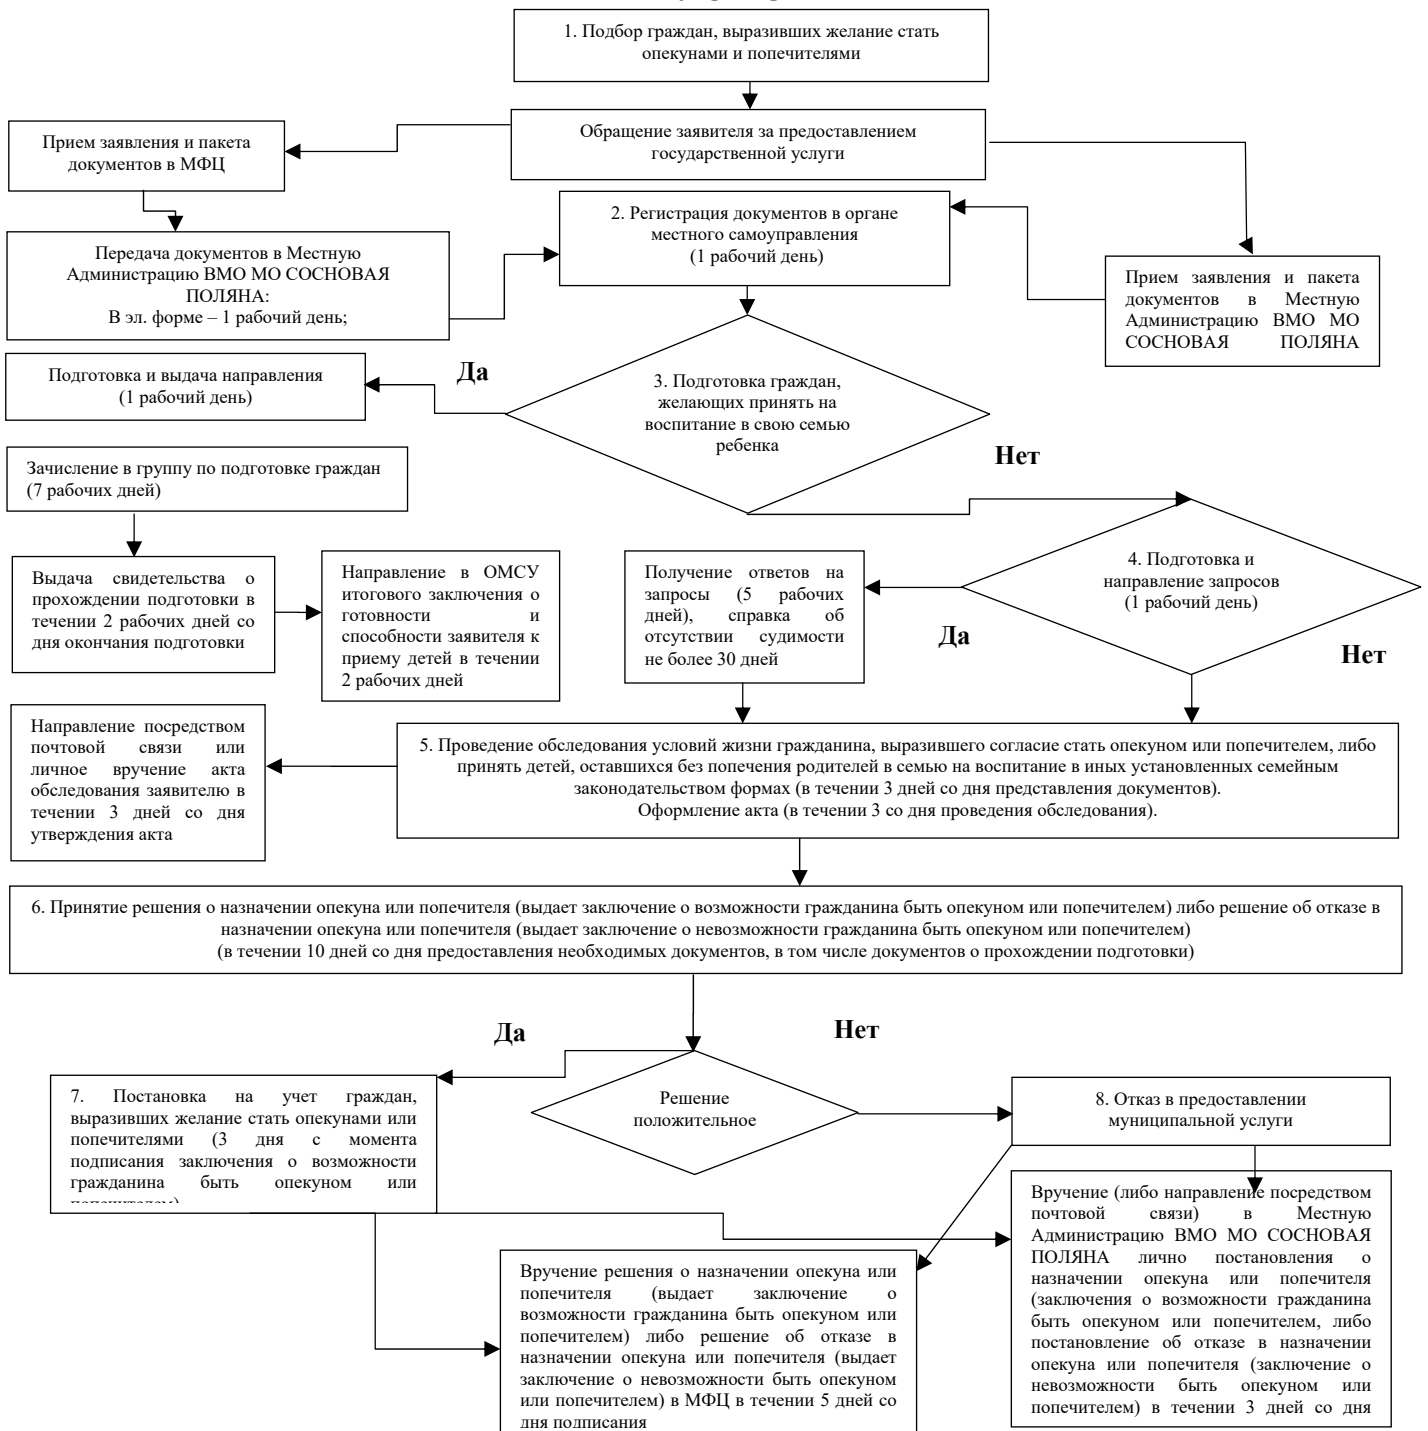 1. Подбор граждан, выразивших желание стать
опекунами и попечителями
Обращение заявителя за предоставлением
государственной услуги
Прием заявления и пакета
документов в МФЦ
2. Регистрация документов в органе
местного самоуправления
(1 рабочий день)
Передача документов в Местную
Администрацию ВМО МО СОСНОВАЯ
ПОЛЯНА:
В эл. форме – 1 рабочий день;
Прием заявления и пакета
документов в Местную
Администрацию ВМО МО
СОСНОВАЯ ПОЛЯНА
Подготовка и выдача направления
(1 рабочий день)
Да
3. Подготовка граждан,
желающих принять на
воспитание в свою семью
ребенка
Нет
Зачисление в группу по подготовке граждан
(7 рабочих дней)
Выдача свидетельства о
прохождении подготовки в
течении 2 рабочих дней со
дня окончания подготовки
Направление в ОМСУ
итогового заключения о
готовности и
способности заявителя к
приему детей в течении
2 рабочих дней
Получение ответов на
запросы (5 рабочих
дней), справка об
отсутствии судимости
не более 30 дней
Да
4. Подготовка и
направление запросов
(1 рабочий день)
Нет
Направление посредством
почтовой связи или
личное вручение акта
обследования заявителю в
течении 3 дней со дня
утверждения акта
5. Проведение обследования условий жизни гражданина, выразившего согласие стать опекуном или попечителем, либо
принять детей, оставшихся без попечения родителей в семью на воспитание в иных установленных семейным
законодательством формах (в течении 3 дней со дня представления документов).
Оформление акта (в течении 3 со дня проведения обследования).
6. Принятие решения о назначении опекуна или попечителя (выдает заключение о возможности гражданина быть опекуном или попечителем) либо решение об отказе в
назначении опекуна или попечителя (выдает заключение о невозможности гражданина быть опекуном или попечителем)
(в течении 10 дней со дня предоставления необходимых документов, в том числе документов о прохождении подготовки)
Да
Нет
7. Постановка на учет граждан,
выразивших желание стать опекунами или
попечителями (3 дня с момента
подписания заключения о возможности
гражданина быть опекуном или
Решение
положительное
8. Отказ в предоставлении
муниципальной услуги
Вручение решения о назначении опекуна или
попечителя (выдает заключение о
возможности гражданина быть опекуном или
попечителем) либо решение об отказе в
назначении опекуна или попечителя (выдает
заключение о невозможности быть опекуном
или попечителем) в МФЦ в течении 5 дней со
дня подписания
Вручение (либо направление посредством
почтовой связи) в Местную
Администрацию ВМО МО СОСНОВАЯ
ПОЛЯНА лично постановления о
назначении опекуна или попечителя
(заключения о возможности гражданина
быть опекуном или попечителем, либо
постановление об отказе в назначении
опекуна или попечителя (заключение о
невозможности быть опекуном или
попечителем) в течении 3 дней со дня